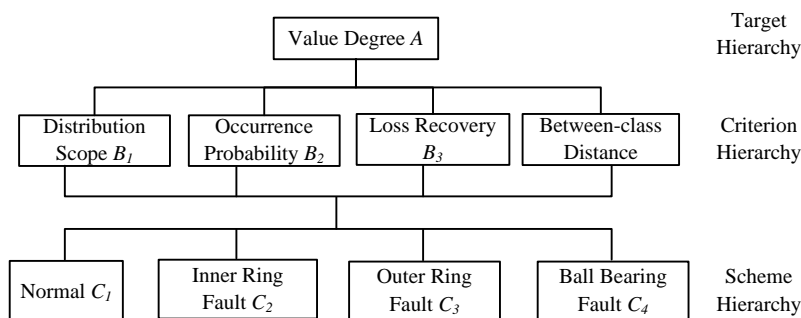 Target
Hierarchy
Value Degree A
Distribution
Scope B1
Occurrence
Probability B2
Loss Recovery
B3
Between-class
Distance
Criterion
Hierarchy
Normal C1
Inner Ring
Fault C2
Outer Ring
Fault C3
Ball Bearing
Fault C4
Scheme
Hierarchy